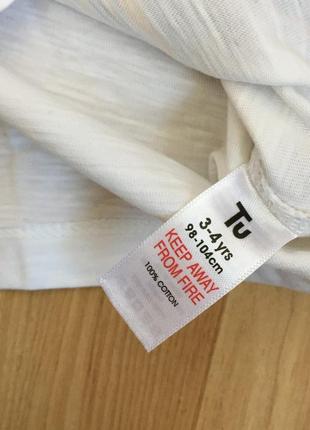 Tu
3-4 yrs
98-104cm
KEEP AWAY
FROM FIRE
100% COTTON